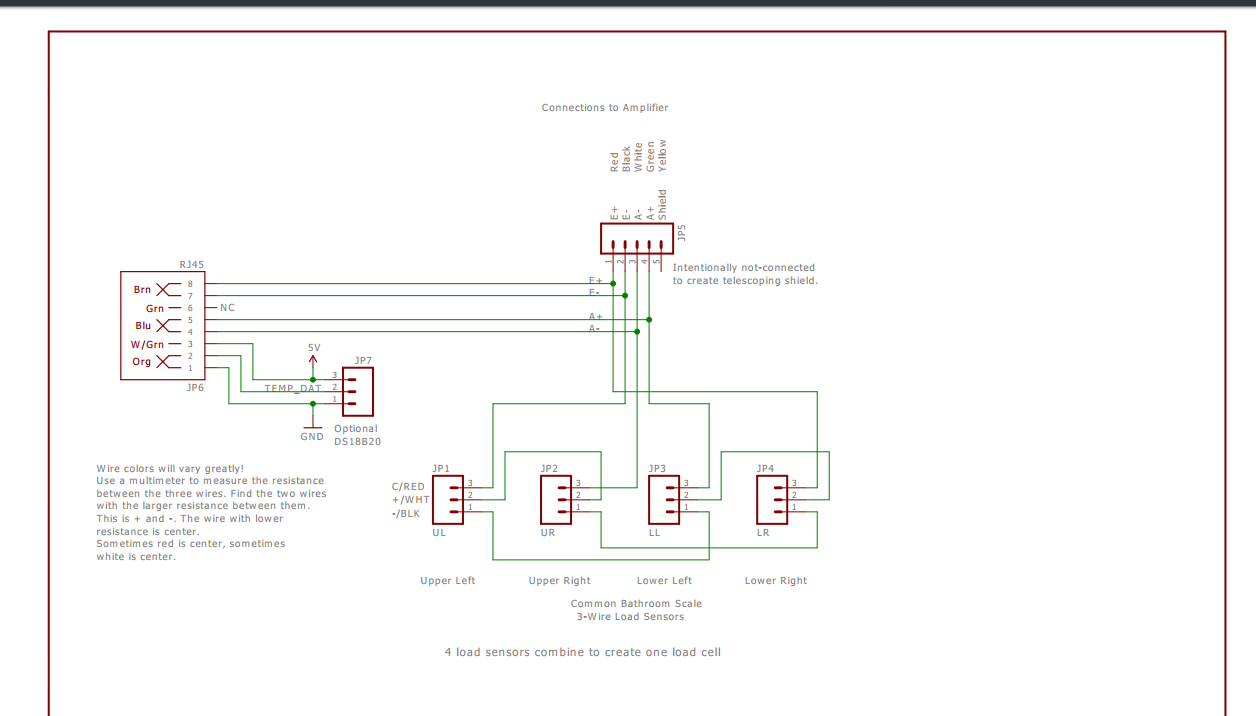 Connections to Amplifier
Red
Black
White
Green
Yellow
E+
E-
A-
A+
Shield
JP5
1
2
3
4
5
Intentionally not-connected
to create telescoping shield.
RJ45
Brn
Grn
Blu
W/Grn
Org
8
7
6
5
4
3
2
1
NC
JP6
E+
E-
A+
A-
5V
JP7
TEMP_DAT
3
2
1
GND
Optional
DS18B20
Wire colors will vary greatly!
Use a multimeter to measure the resistance
between the three wires. Find the two wires
with the larger resistance between them.
This is + and -. The wire with lower
resistance is center.
Sometimes red is center, sometimes
white is center.
C/RED
+/WHT
-/BLK
JP1
3
2
1
UL
JP2
3
2
1
UR
JP3
3
2
1
LL
JP4
3
2
1
LR
Upper Left
Upper Right
Lower Left
Lower Right
Common Bathroom Scale
3-Wire Load Sensors
4 load sensors combine to create one load cell